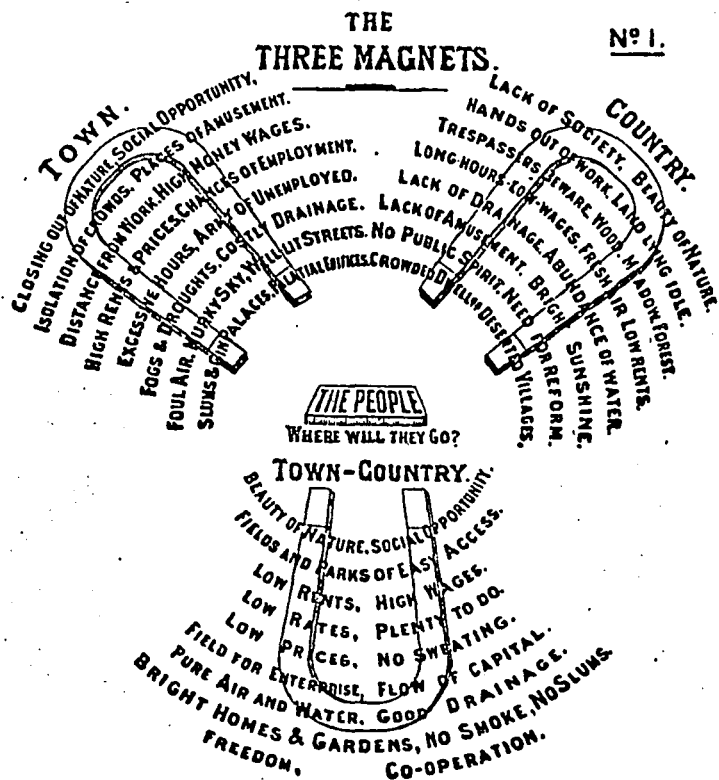 THE
THREE MAGNETS.
Nº 1.
TOWN.
CLOSING OUT OF NATURE. SOCIAL OPPORTUNITY.
ISOLATION OF CROWDS. PLACES OF AMUSEMENT.
DISTANCE FROM WORK. HIGH MONEY WAGES.
HIGH RENTS & PRICES. CHANCES OF EMPLOYMENT.
EXCESSIVE HOURS. ARMY OF UNEMPLOYED.
FOGS & DROUGHTS. COSTLY DRAINAGE.
FOUL AIR. MURKY SKY. WELL LIT STREETS.
SLUMS & GIN PALACES. PALATIAL EDIFICES.
COUNTRY.
LACK OF SOCIETY. BEAUTY OF NATURE.
HANDS OUT OF WORK. LAND LYING IDLE.
TRESPASSERS BEWARE. WOOD, MEADOW, FOREST.
LONG-HOURS-LOW-WAGES. FRESH AIR LOW RENTS.
LACK OF DRAINAGE. ABUNDANCE OF WATER.
LACK OF AMUSEMENT. BRIGHT SUNSHINE.
NO PUBLIC SPIRIT. NEED FOR REFORM.
CROWDED DWELLINGS DESERTED VILLAGES.
THE PEOPLE
WHERE WILL THEY GO?
TOWN-COUNTRY.
BEAUTY OF NATURE. SOCIAL OPPORTUNITY.
FIELDS AND PARKS OF EASY ACCESS.
LOW RENTS, HIGH WAGES.
LOW RATES, PLENTY TO DO.
LOW PRICES, NO SWEATING.
FIELD FOR ENTERPRISE, FLOW OF CAPITAL.
PURE AIR AND WATER. GOOD DRAINAGE.
BRIGHT HOMES & GARDENS, NO SMOKE, NO SLUMS.
FREEDOM, CO-OPERATION.